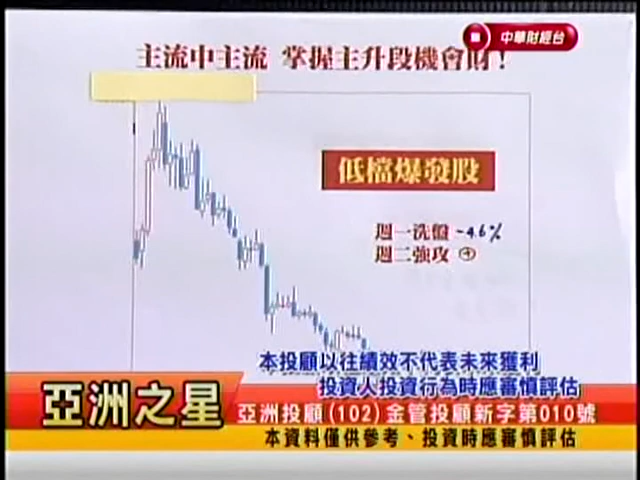 中華財經台
主流中主流 掌握主升段機會財!
低檔爆發股
週一洗盤 -4.6%
週二強攻 +
本投顧以往績效不代表未來獲利
投資人投資行為時應審慎評估
亞洲之星
亞洲投顧(102)金管投顧新字第010號
本資料僅供參考、投資時應審慎評估